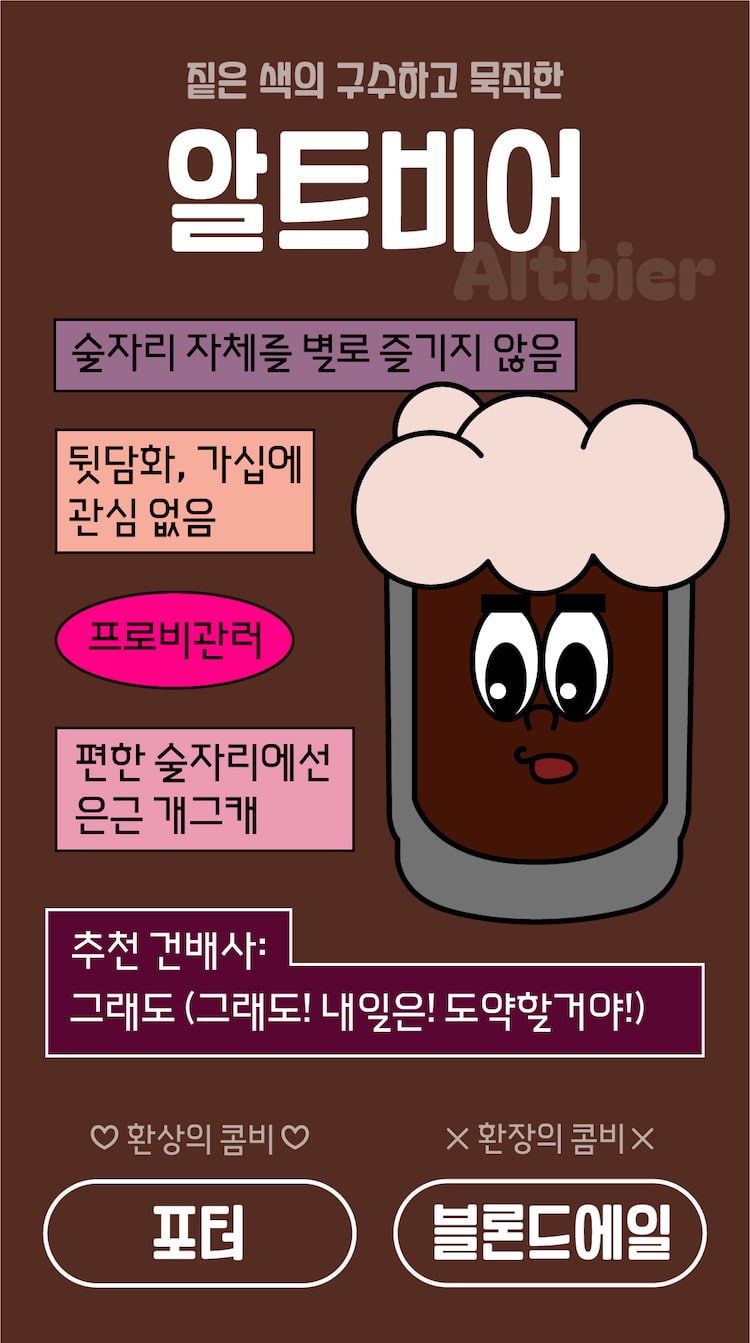 짙은 색의 구수하고 묵직한
알트비어
Altbier
술자리 자체를 별로 즐기지 않음
뒷담화, 가십에
관심 없음
프로비관러
편한 술자리에선
은근 개그캐
추천 건배사:
그래도 (그래도! 내일은! 도약할거야!)
♡ 환상의 콤비 ♡
× 환장의 콤비 ×
포터
블론드에일